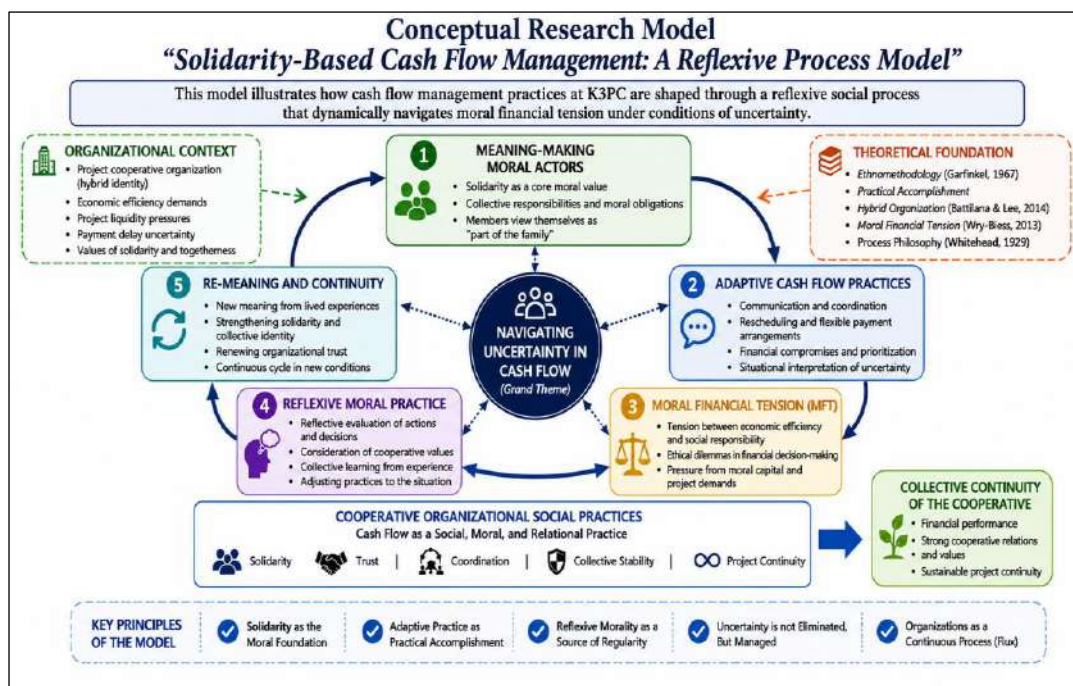 Conceptual Research Model
"Solidarity-Based Cash Flow Management: A Reflexive Process Model"
This model illustrates how cash flow management practices at K3PC are shaped through a reflexive social process
that dynamically navigates moral financial tension under conditions of uncertainty.
ORGANIZATIONAL CONTEXT
• Project cooperative organization
(hybrid identity)
• Economic efficiency demands
• Project liquidity pressures
• Payment delay uncertainty
• Values of solidarity and togetherness
1 MEANING-MAKING
MORAL ACTORS
• Solidarity as a core moral value
• Collective responsibilities and moral obligations
• Members view themselves as
"part of the family"
THEORETICAL FOUNDATION
• Ethnomethodology (Garfinkel, 1967)
• Practical Accomplishment
• Hybrid Organization (Battilana & Lee, 2014)
• Moral Financial Tension (Wry-Biess, 2013)
• Process Philosophy (Whitehead, 1929)
5 RE-MEANING AND CONTINUITY
• New meaning from lived experiences
• Strengthening solidarity and
collective identity
• Renewing organizational trust
• Continuous cycle in new conditions
NAVIGATING
UNCERTAINTY IN
CASH FLOW
(Grand Theme)
2 ADAPTIVE CASH FLOW PRACTICES
• Communication and coordination
• Rescheduling and flexible payment
arrangements
• Financial compromises and prioritization
• Situational interpretation of uncertainty
4 REFLEXIVE MORAL PRACTICE
• Reflective evaluation of actions
and decisions
• Consideration of cooperative values
• Collective learning from experience
• Adjusting practices to the situation
3 MORAL FINANCIAL TENSION (MFT)
• Tension between economic efficiency
and social responsibility
• Ethical dilemmas in financial decision-making
• Pressure from moral capital and
project demands
COOPERATIVE ORGANIZATIONAL SOCIAL PRACTICES
Cash Flow as a Social, Moral, and Relational Practice
Solidarity Trust | Coordination | Collective Stability | Project Continuity
COLLECTIVE CONTINUITY
OF THE COOPERATIVE
• Financial performance
• Strong cooperative relations
• and values
• Sustainable project continuity
KEY PRINCIPLES
OF THE MODEL
Solidarity as the
Moral Foundation
Adaptive Practice as
Practical Accomplishment
Reflexive Morality as a
Source of Regularity
Uncertainty is not Eliminated,
But Managed
Organizations as a
Continuous Process (Flux)